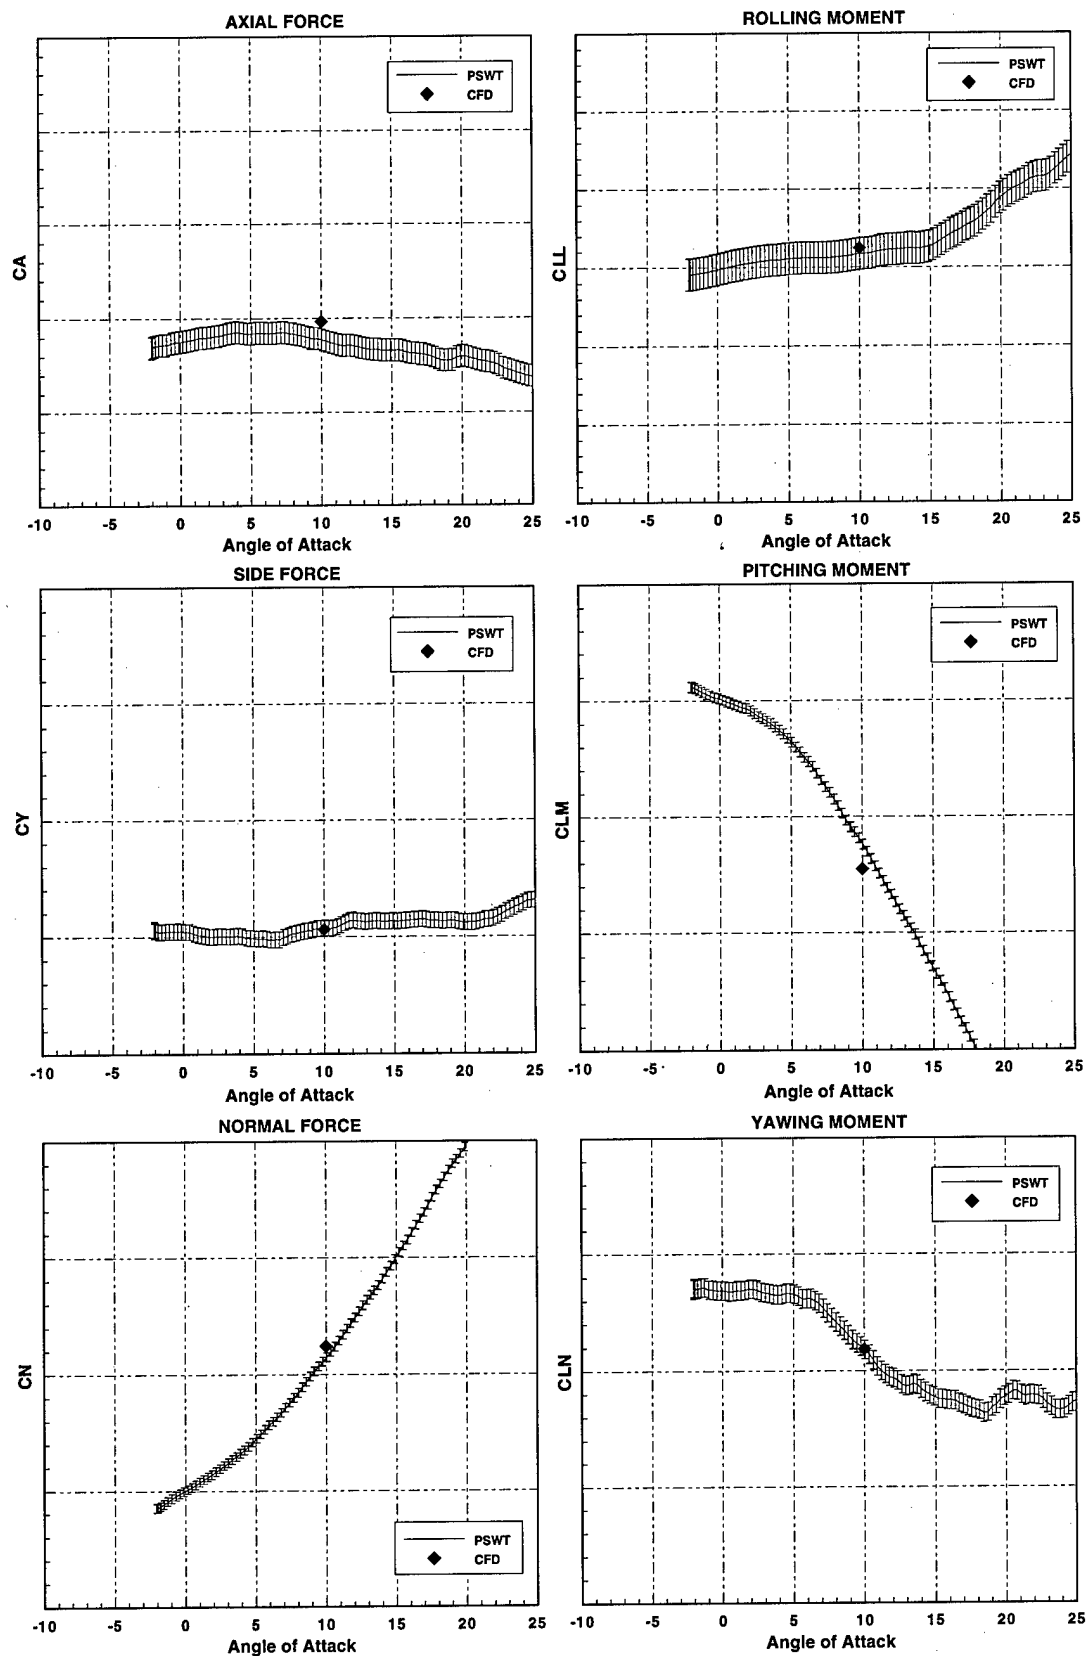 AXIAL FORCE
PSWT
CFD
CA
-10 -5 0 5 10 15 20 25
Angle of Attack
ROLLING MOMENT
PSWT
CFD
CLL
-10 -5 0 5 10 15 20 25
Angle of Attack
SIDE FORCE
PSWT
CFD
CY
-10 -5 0 5 10 15 20 25
Angle of Attack
PITCHING MOMENT
PSWT
CFD
CLM
-10 -5 0 5 10 15 20 25
Angle of Attack
NORMAL FORCE
CN
PSWT
CFD
-10 -5 0 5 10 15 20 25
Angle of Attack
YAWING MOMENT
PSWT
CFD
CLN
-10 -5 0 5 10 15 20 25
Angle of Attack